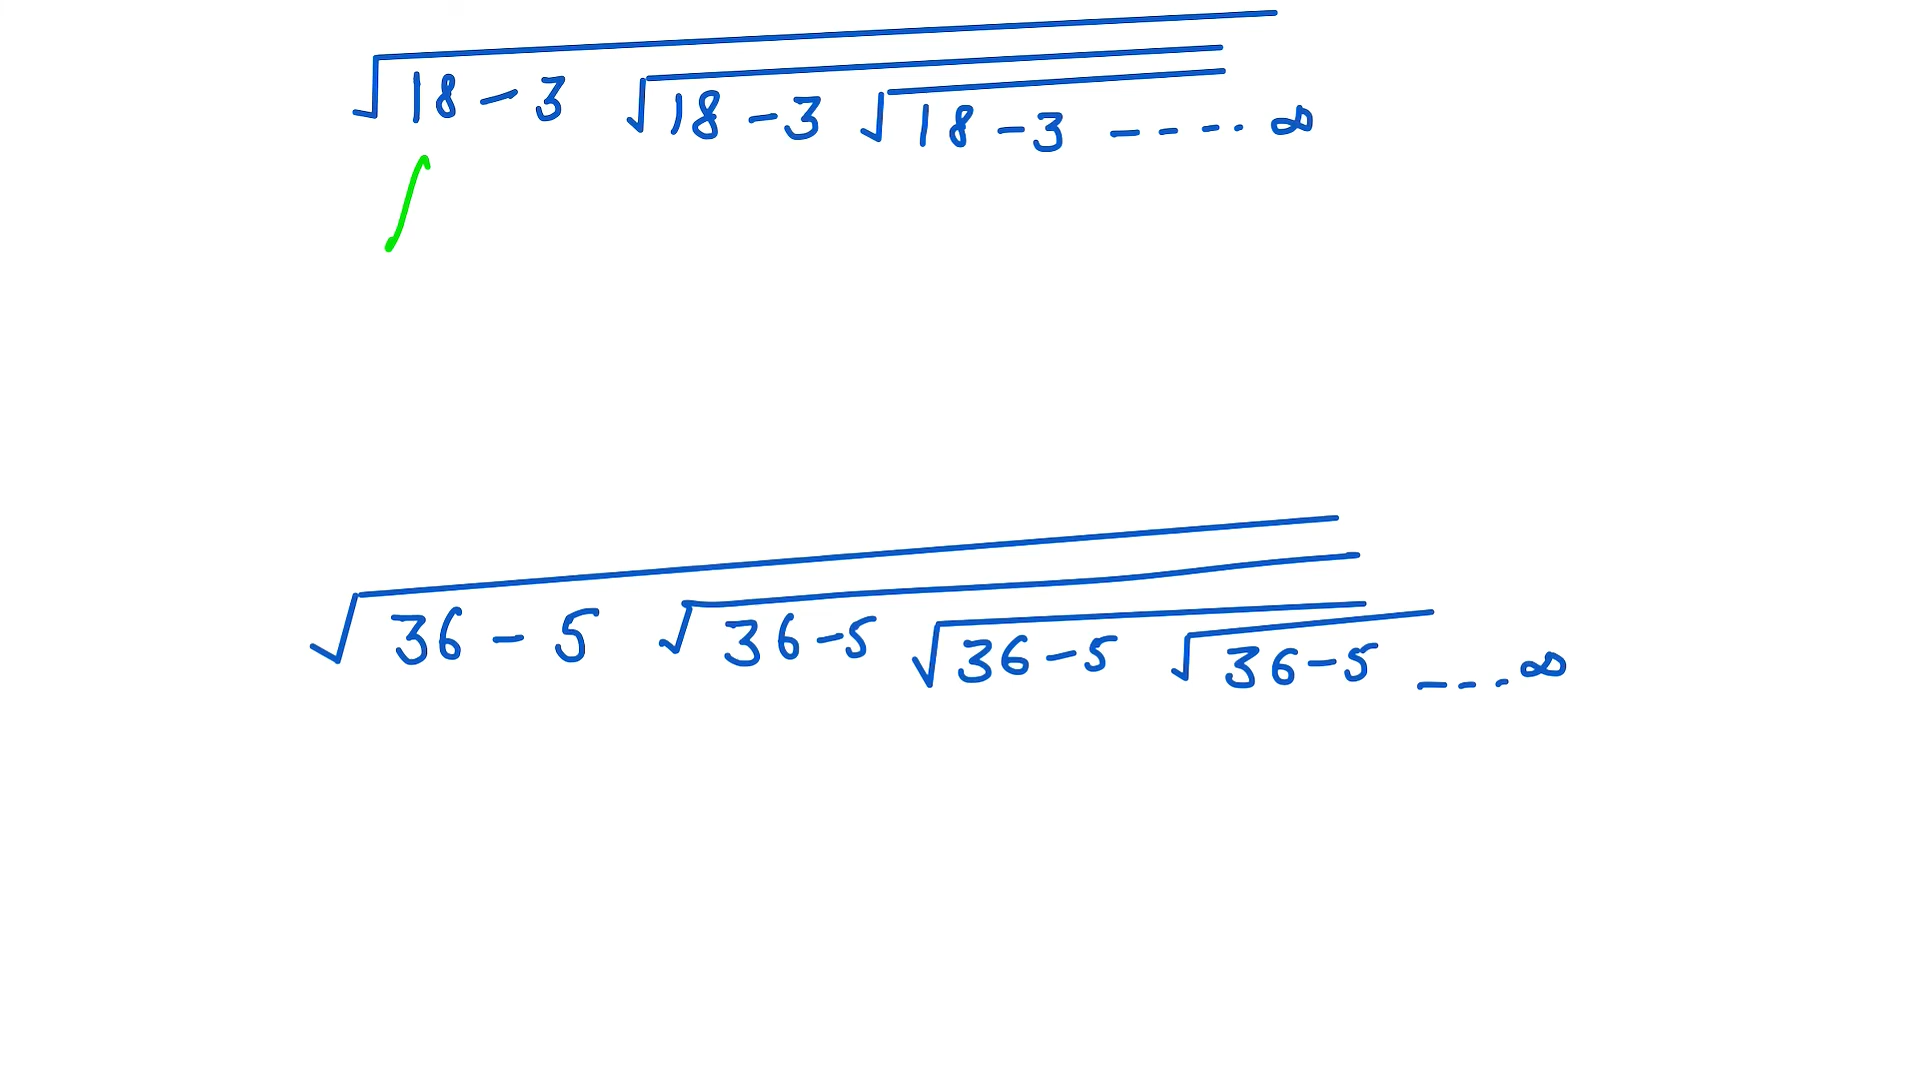 √18 - 3 √18 - 3 √18 - 3 ---- ∞
√36 - 5 √36 - 5 √36 - 5 √36 - 5 --- ∞